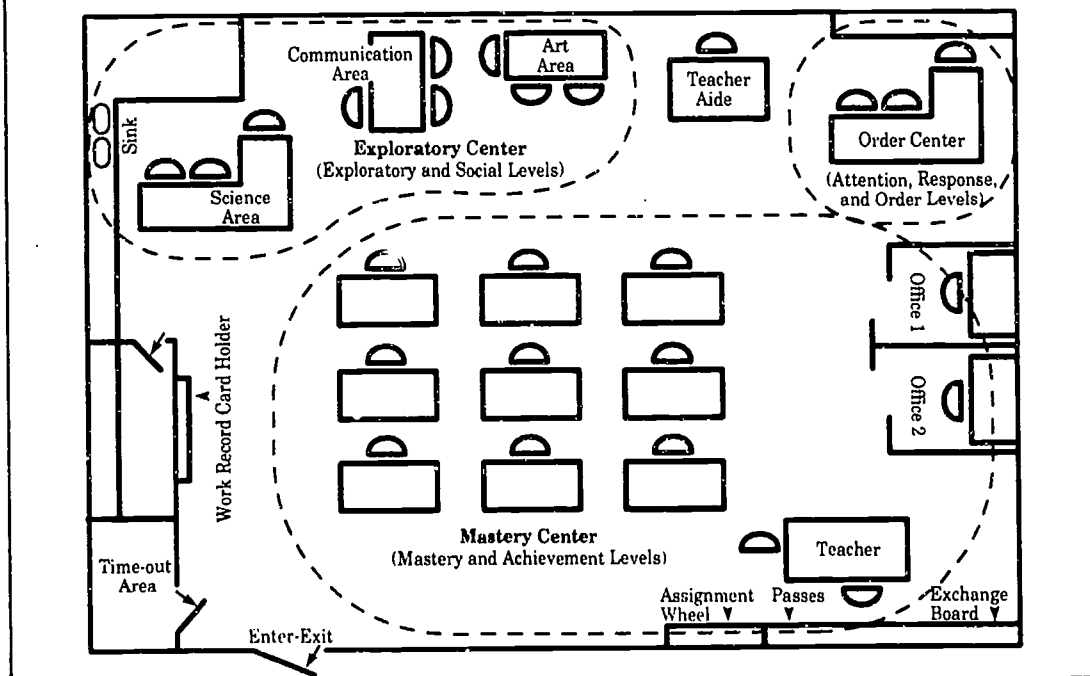 Communication
Area
Art
Area
Teacher
Aide
Order Center
(Attention, Response,
and Order Levels)
Sink
Exploratory Center
(Exploratory and Social Levels)
Science
Area
Office 1
Office 2
Work Record Card Holder
Mastery Center
(Mastery and Achievement Levels)
Teacher
Time-out
Area
Assignment
Wheel
Passes
Exchange
Board
Enter-Exit